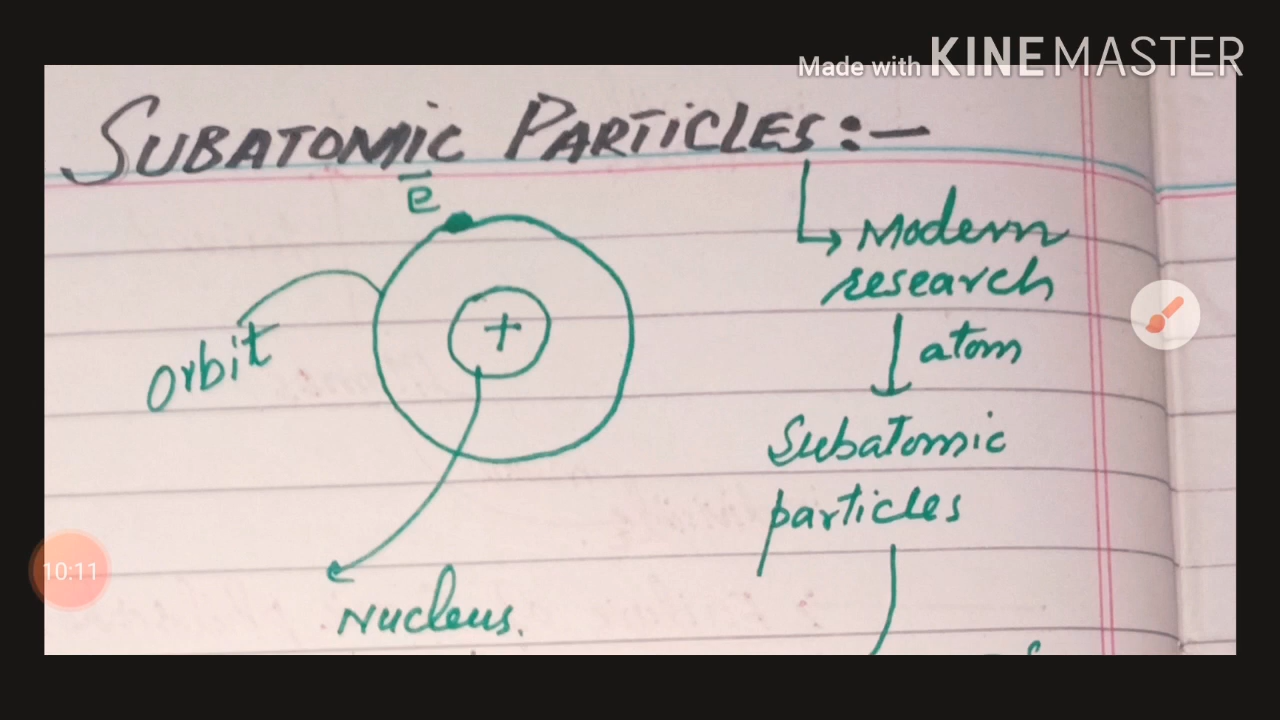 Made with KINEMASTER
SUBATOMIC PARTICLES :-
e
Modern
research
atom
orbit
+
Subatomic
particles
10:11
Nucleus.